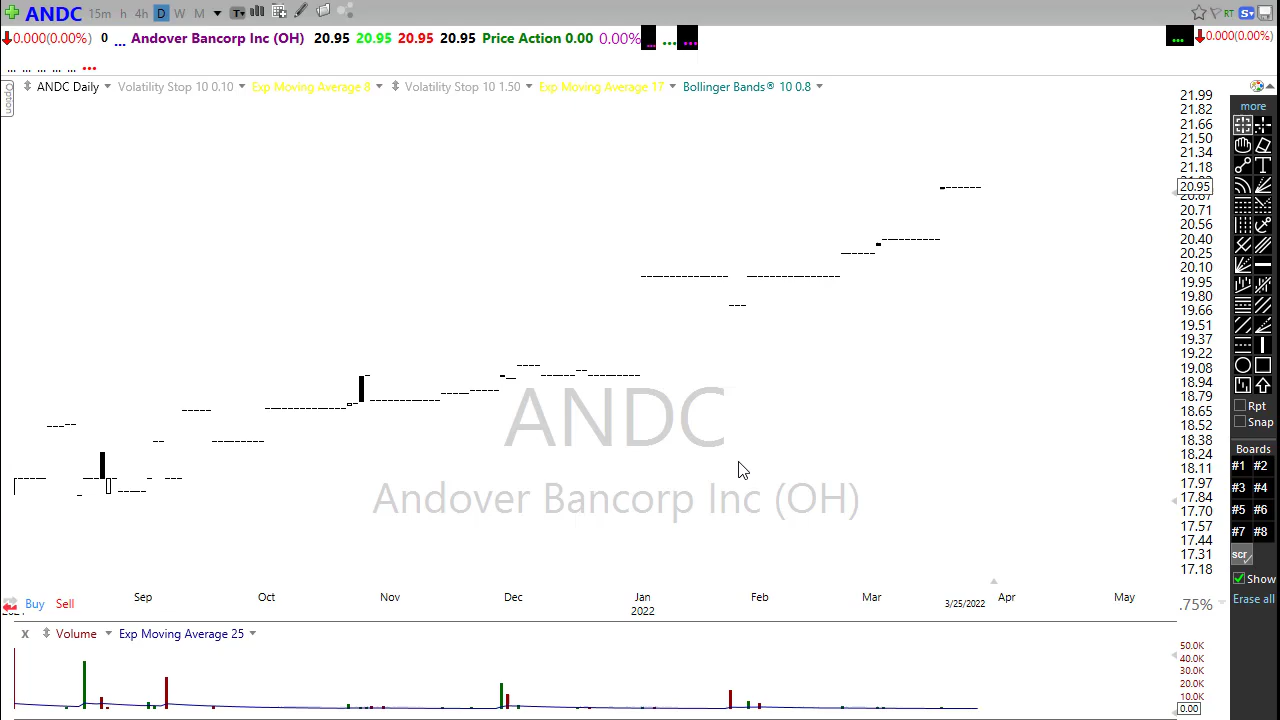 ANDC 15m h 4h D W M T RT S
0.000(0.00%) 0 ... Andover Bancorp Inc (OH) 20.95 20.95 20.95 20.95 Price Action 0.00 0.00% ... ... ... ... 0.000(0.00%)
... ... ... ... ... ...
Option
ANDC Daily Volatility Stop 10 0.10 Exp Moving Average 8 Volatility Stop 10 1.50 Exp Moving Average 17 Bollinger Bands® 10 0.8
21.99
21.82
21.66
21.50
21.34
21.18
20.95
20.71
20.56
20.40
20.25
20.10
19.95
19.80
19.66
19.51
19.37
19.22
19.08
18.94
18.79
18.65
18.52
18.38
18.24
18.11
17.97
17.84
17.70
17.57
17.44
17.31
17.18
more
Rpt
Snap
Boards
#1 #2
#3 #4
#5 #6
#7 #8
scr
Show
Erase all
ANDC
Andover Bancorp Inc (OH)
Sep Oct Nov Dec Jan Feb Mar Apr May
2022 3/25/2022
Buy Sell
.75%
X Volume Exp Moving Average 25
50.0K
40.0K
30.0K
20.0K
10.0K
0.00